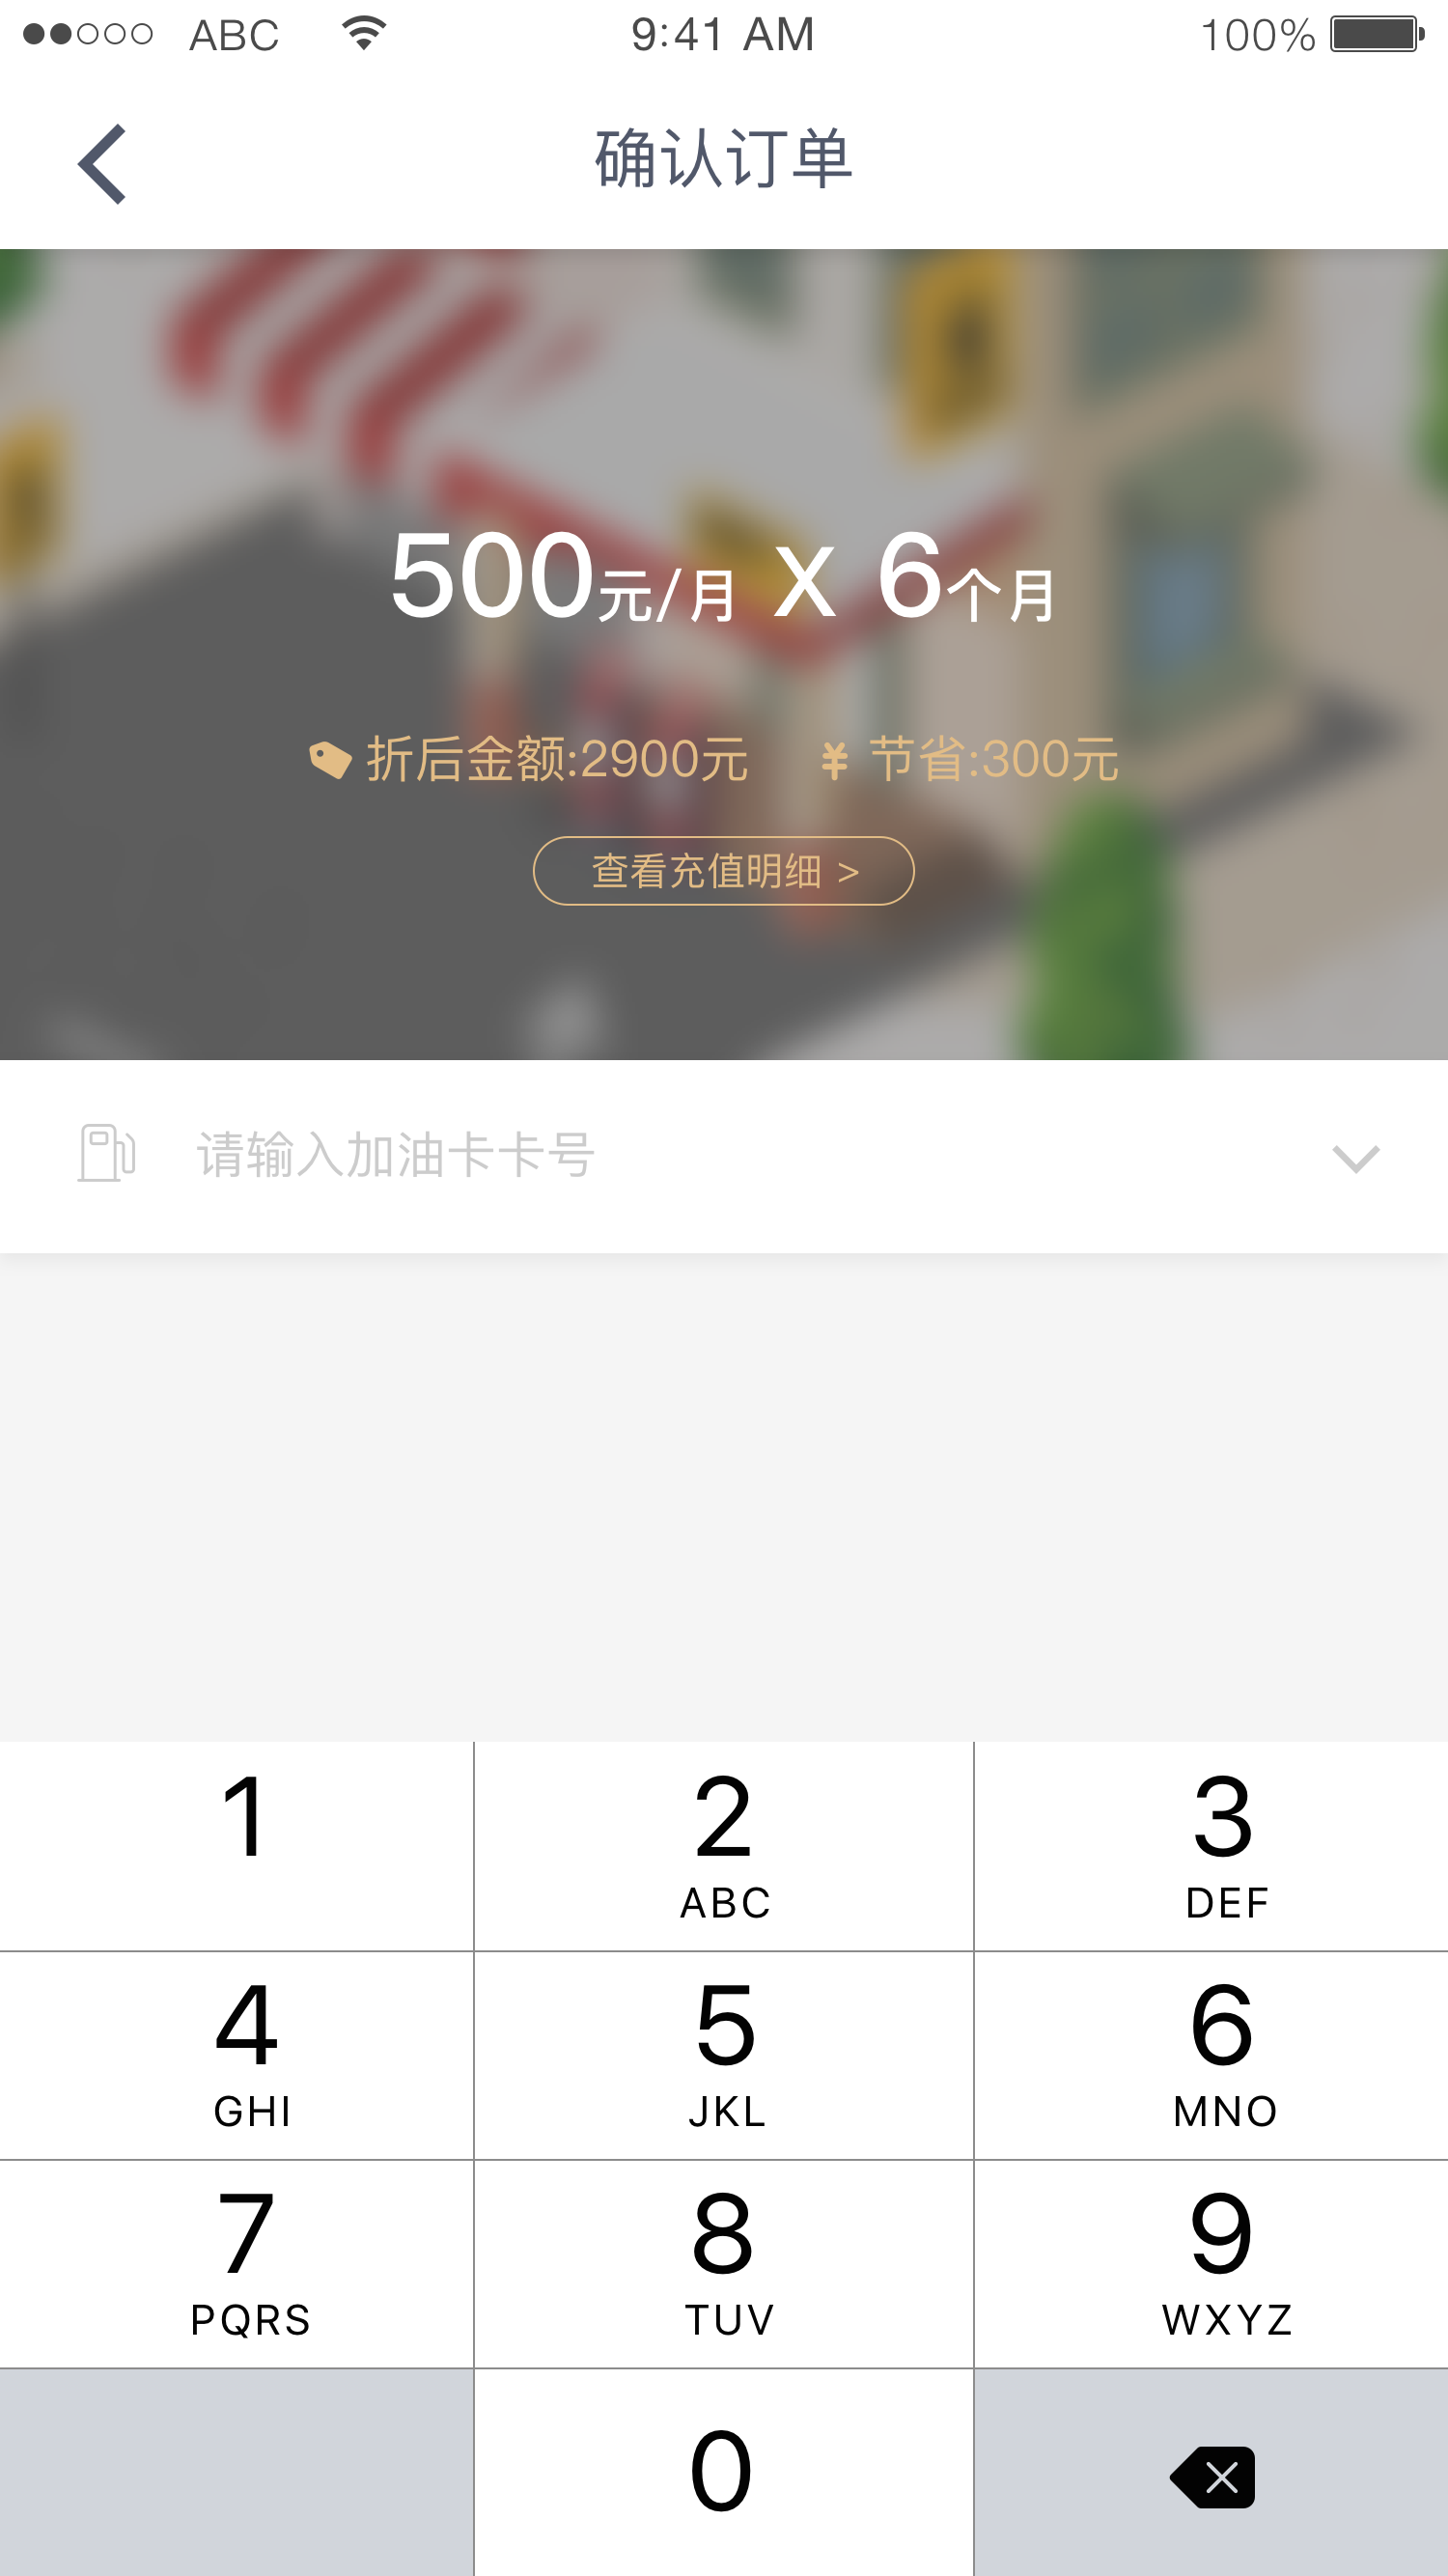 ABC 9:41 AM 100%
确认订单
500元/月 x 6个月
折后金额:2900元 ¥ 节省:300元
查看充值明细 >
请输入加油卡卡号
1 2 3
ABC DEF
4 5 6
GHI JKL MNO
7 8 9
PQRS TUV WXYZ
0